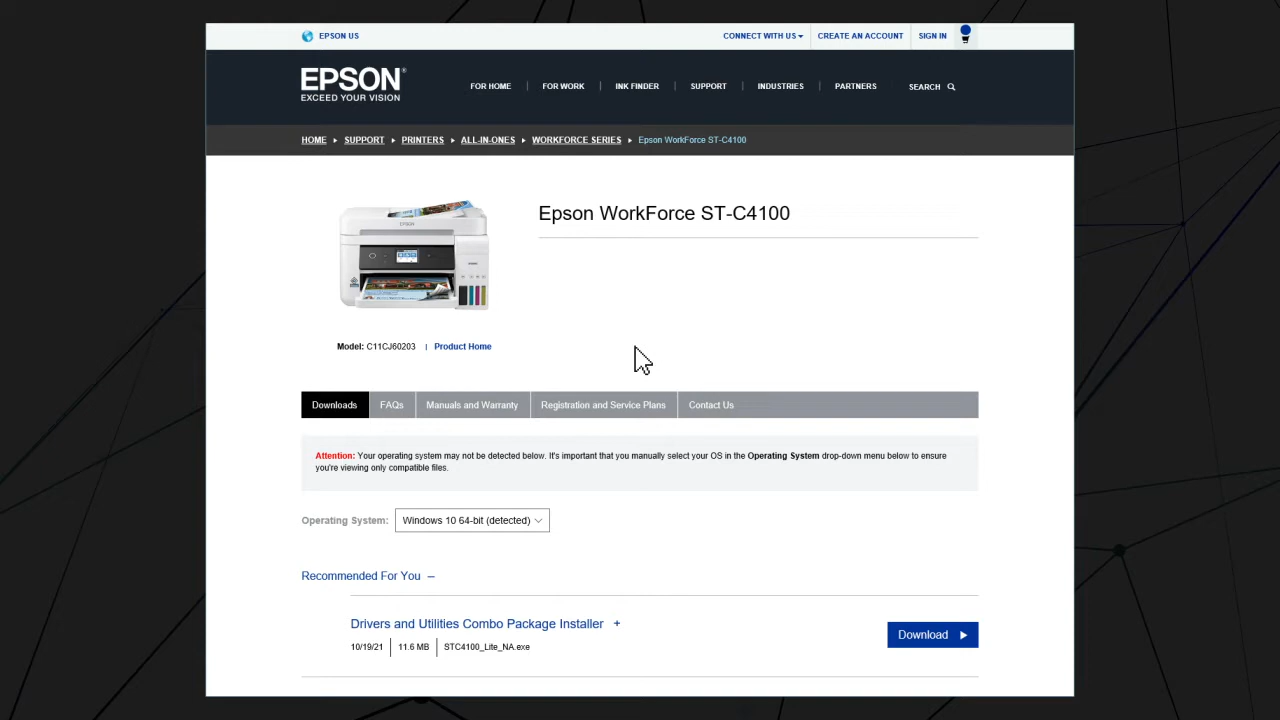 EPSON US
CONNECT WITH US CREATE AN ACCOUNT SIGN IN
EPSON®
EXCEED YOUR VISION
FOR HOME | FOR WORK | INK FINDER | SUPPORT | INDUSTRIES | PARTNERS SEARCH
HOME SUPPORT PRINTERS ALL-IN-ONES WORKFORCE SERIES Epson WorkForce ST-C4100
Epson WorkForce ST-C4100
EPSON
Model: C11CJ60203 | Product Home
Downloads FAQs Manuals and Warranty Registration and Service Plans Contact Us
Attention: Your operating system may not be detected below. It's important that you manually select your OS in the Operating System drop-down menu below to ensure
you're viewing only compatible files.
Operating System: Windows 10 64-bit (detected)
Recommended For You –
Drivers and Utilities Combo Package Installer +
10/19/21 | 11.6 MB | STC4100_Lite_NA.exe
Download